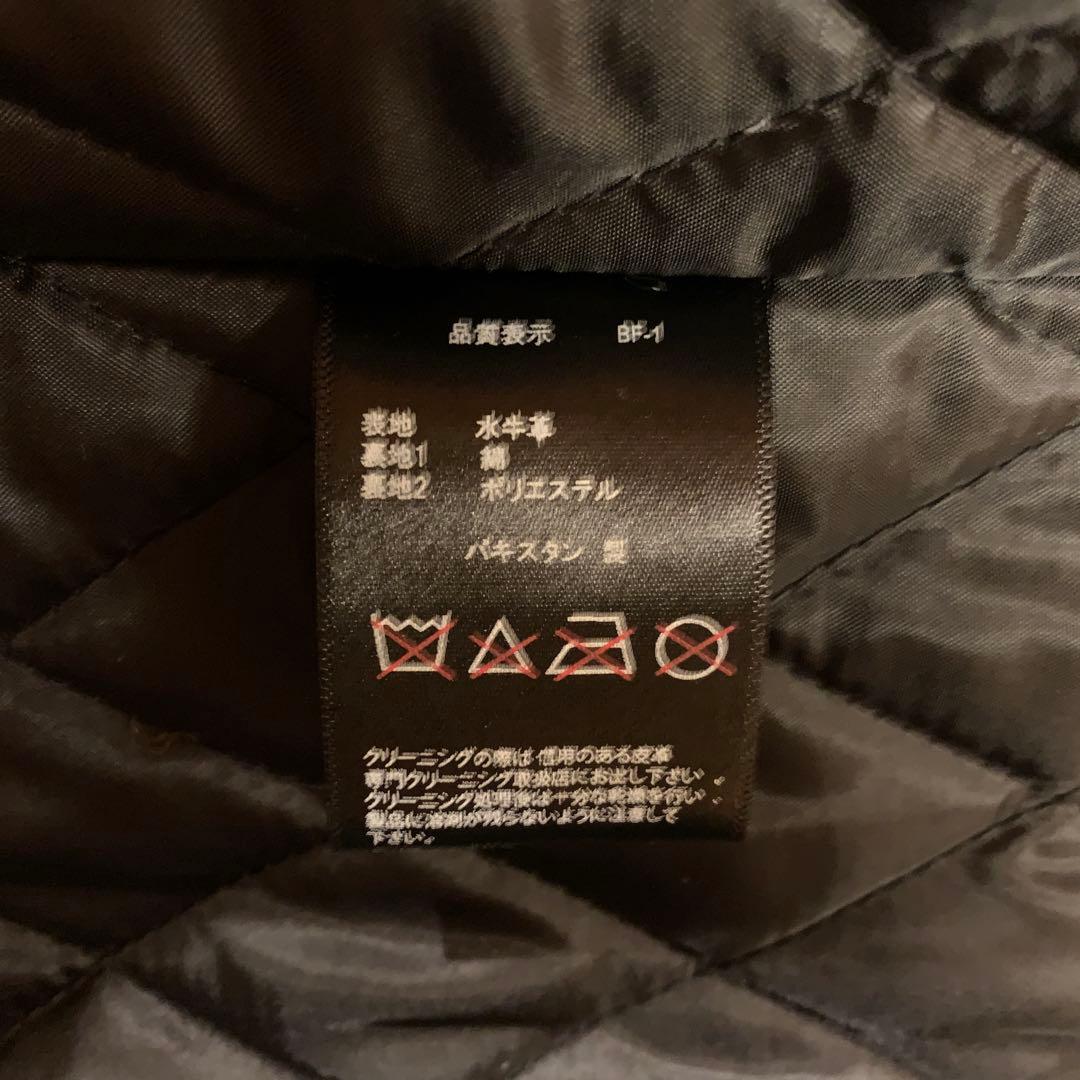 品質表示 BF-1
表地 水牛革
裏地1 綿
裏地2 ポリエステル
パキスタン 製
クリーニングの際は 信用のある皮革
専門クリーニング取扱店にお出し下さい。
クリーニング処理後は十分な乾燥を行い
製品に溶剤が残らないように注意して
下さい。